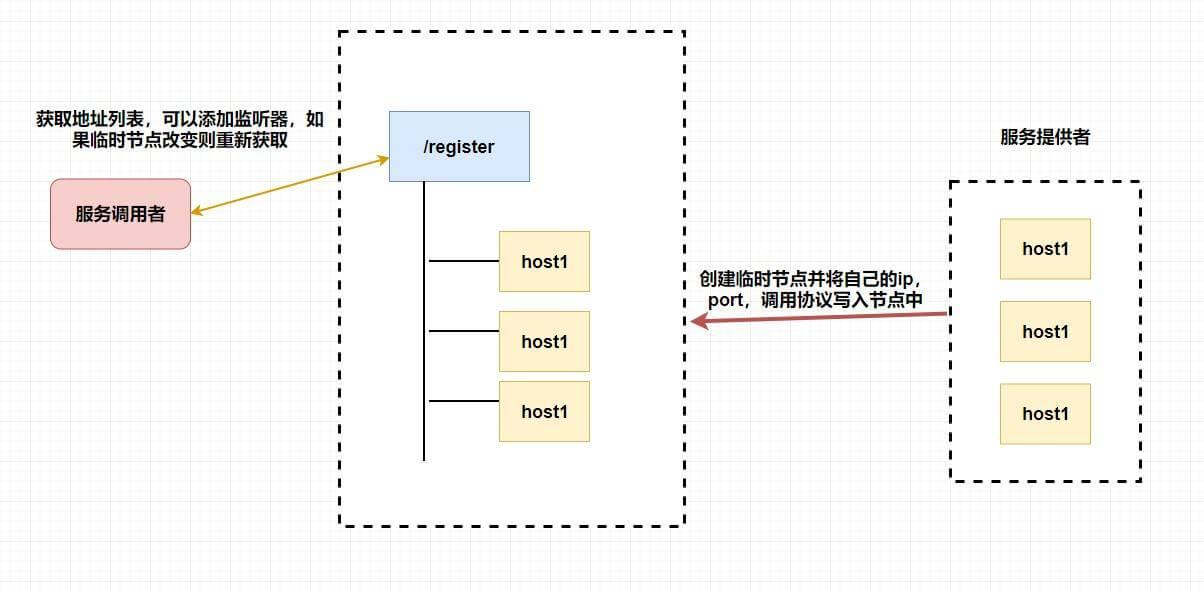 获取地址列表，可以添加监听器，如
果临时节点改变则重新获取
服务调用者
/register
host1
host1
host1
创建临时节点并将自己的ip，
port，调用协议写入节点中
服务提供者
host1
host1
host1